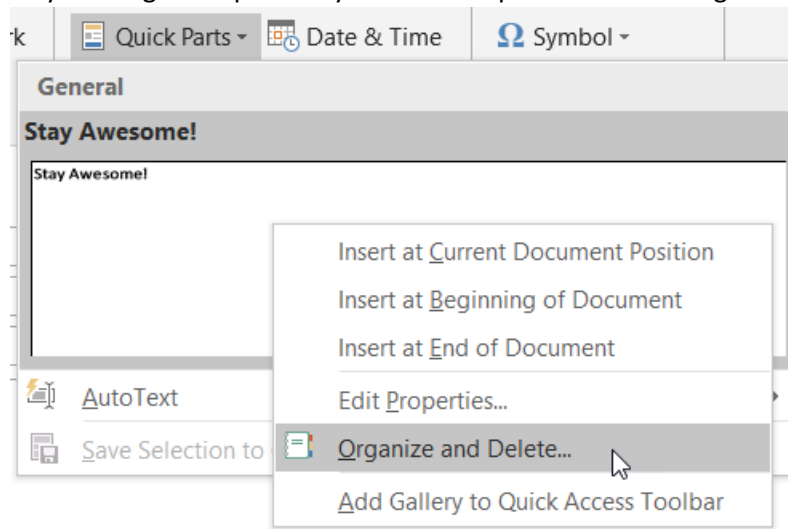 k Quick Parts Date & Time Symbol
General
Stay Awesome!
Stay Awesome!
Insert at Current Document Position
Insert at Beginning of Document
Insert at End of Document
AutoText
Edit Properties...
Save Selection to
Organize and Delete...
Add Gallery to Quick Access Toolbar